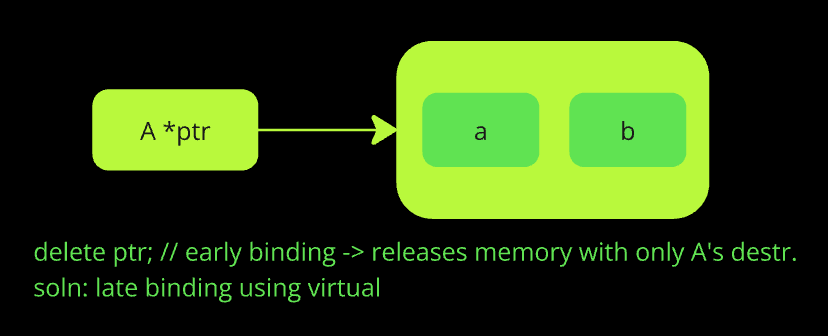 A *ptr
a
b
delete ptr; // early binding -> releases memory with only A's destr.
soln: late binding using virtual